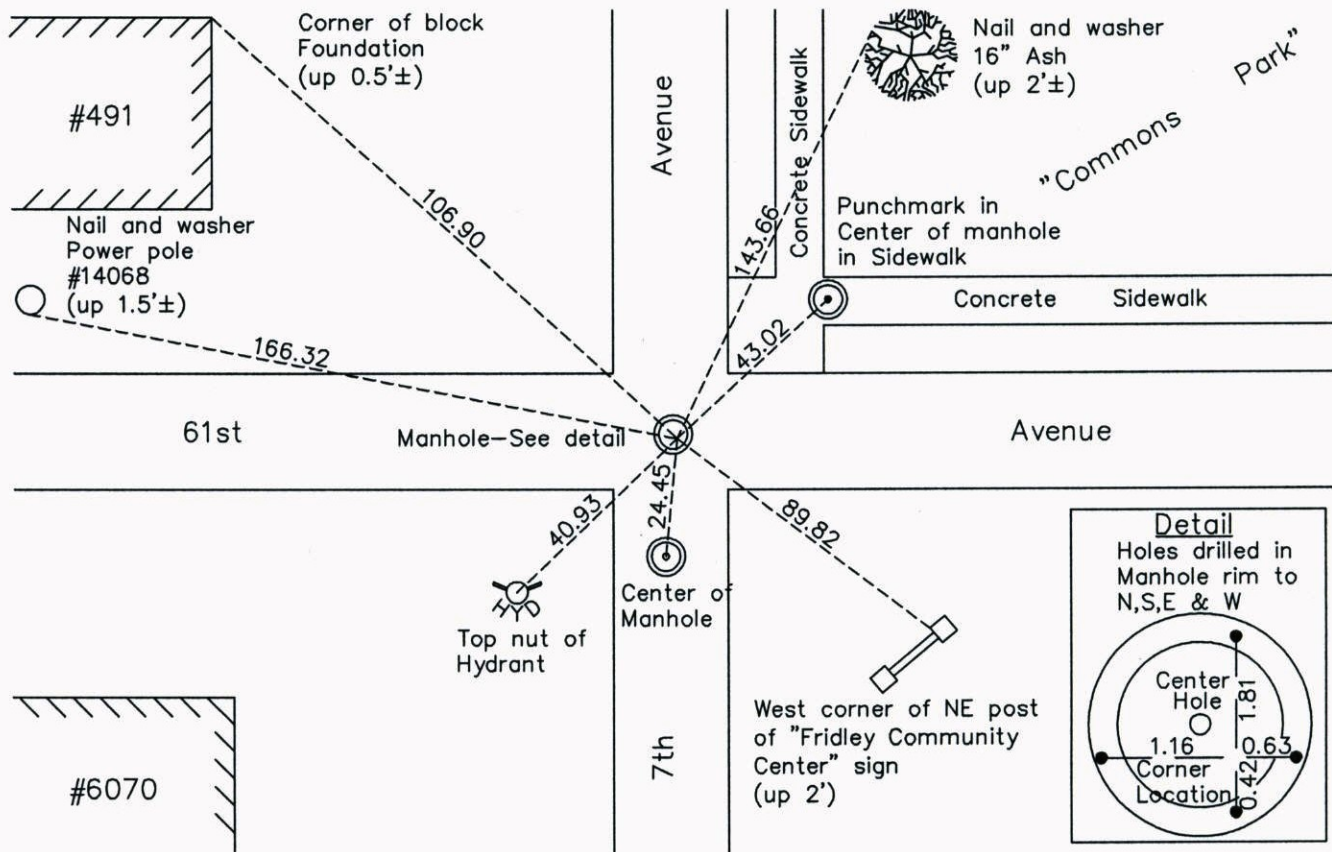 Corner of block
Foundation
(up 0.5'±)
Nail and washer
16" Ash
(up 2'±)
"Commons Park"
#491
Avenue
Concrete Sidewalk
106.90
143.66
Nail and washer
Power pole
#14068
(up 1.5'±)
Punchmark in
Center of manhole
in Sidewalk
Concrete Sidewalk
166.32
43.02
61st
Manhole-See detail
Avenue
40.93
24.45
89.82
HYD
Top nut of
Hydrant
Center of
Manhole
7th
West corner of NE post
of "Fridley Community
Center" sign
(up 2')
#6070
Detail
Holes drilled in
Manhole rim to
N,S,E & W
Center
Hole
1.81
1.16
0.63
Corner
Location
0.42